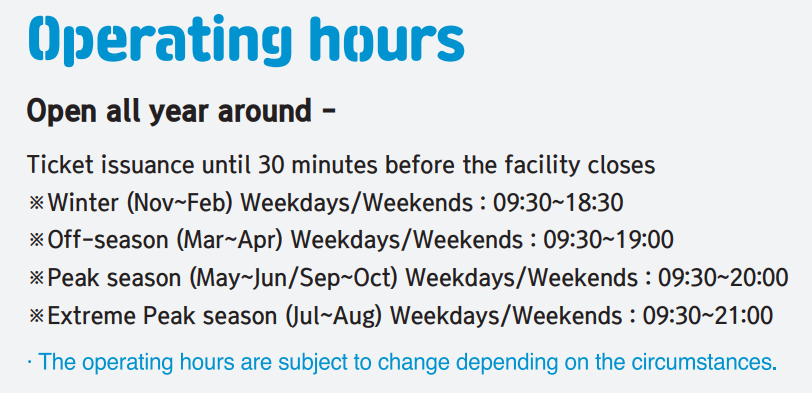 Operating hours
Open all year around -
Ticket issuance until 30 minutes before the facility closes
※Winter (Nov~Feb) Weekdays/Weekends : 09:30~18:30
※Off-season (Mar~Apr) Weekdays/Weekends : 09:30~19:00
※Peak season (May~Jun/Sep~Oct) Weekdays/Weekends : 09:30~20:00
※Extreme Peak season (Jul~Aug) Weekdays/Weekends : 09:30~21:00
· The operating hours are subject to change depending on the circumstances.